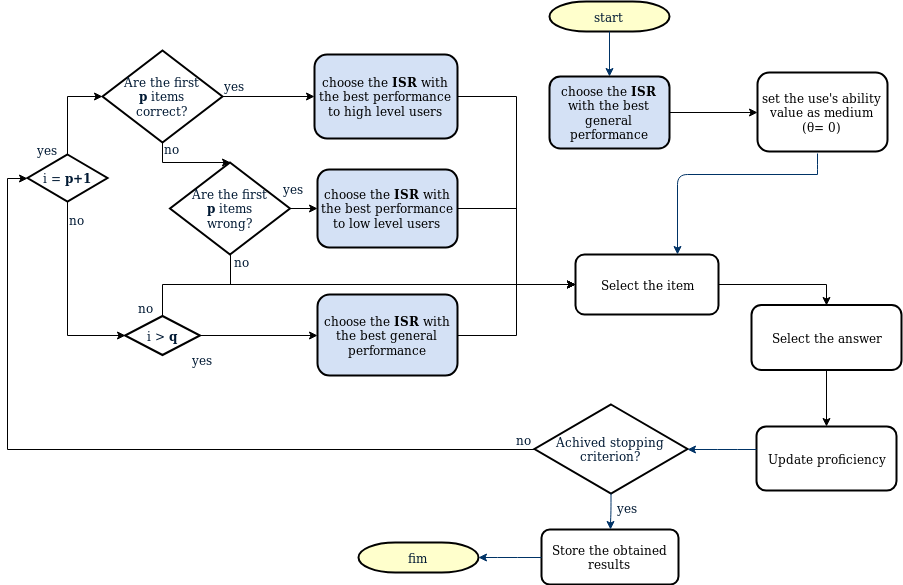 start
choose the ISR
with the best
general
performance
set the use's ability
value as medium
(θ= 0)
Are the first
p items
correct?
yes
choose the ISR with
the best performance
to high level users
no
yes
i = p+1
no
Are the first
p items
wrong?
yes
choose the ISR with
the best performance
to low level users
no
no
i > q
yes
choose the ISR with
the best general
performance
Select the item
Select the answer
Update proficiency
Achived stopping
criterion?
no
yes
Store the obtained
results
fim